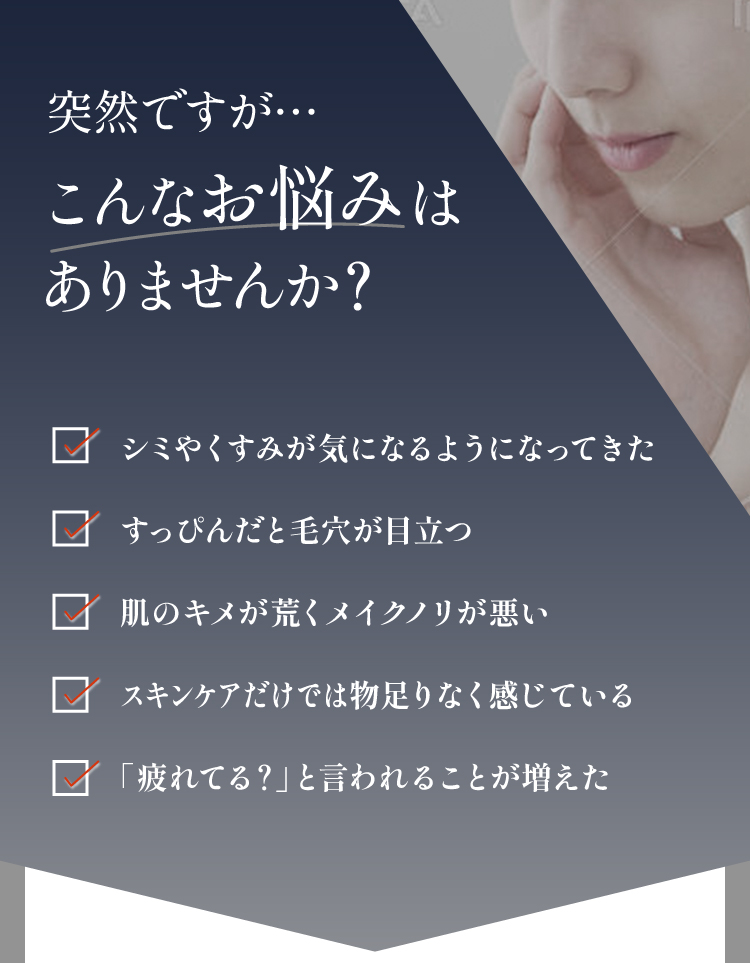 突然ですが…
こんなお悩みは
ありませんか？
シミやくすみが気になるようになってきた
すっぴんだと毛穴が目立つ
肌のキメが荒くメイクノリが悪い
スキンケアだけでは物足りなく感じている
「疲れてる？」と言われることが増えた